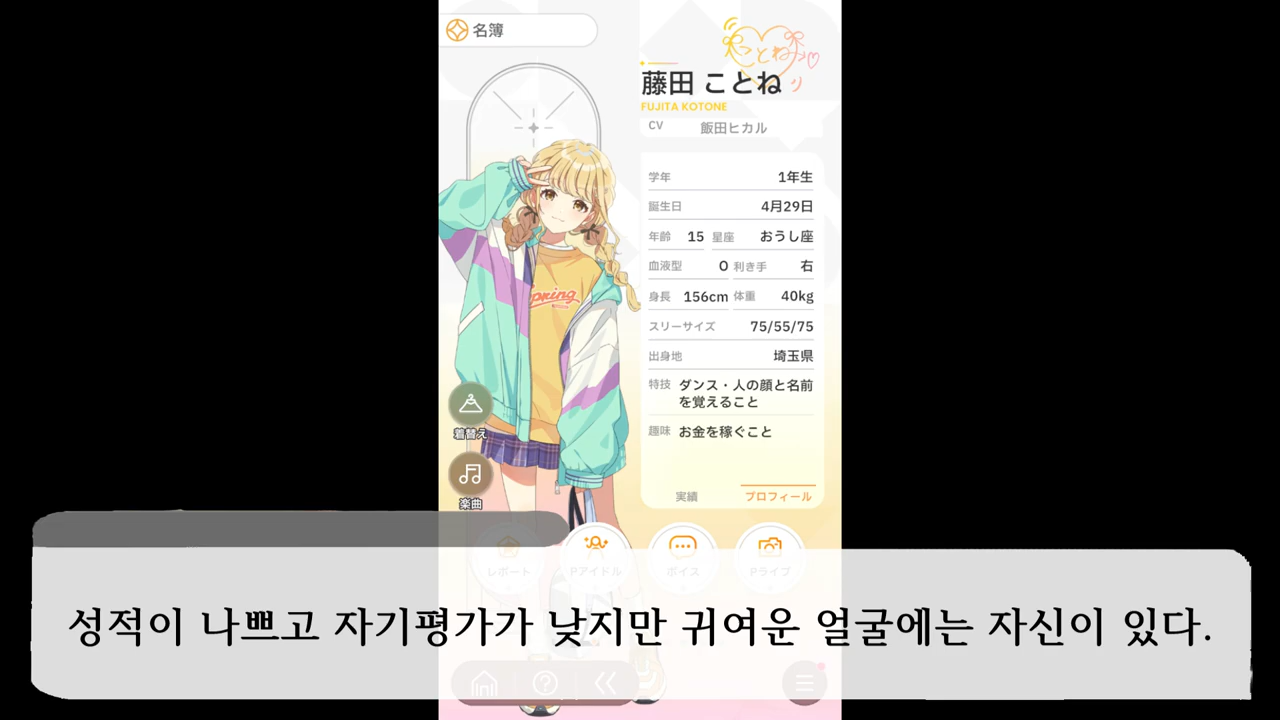 名簿
ことね
藤田 ことね
FUJITA KOTONE
CV 飯田ヒカル
学年 1年生
誕生日 4月29日
年齢 15 星座 おうし座
血液型 O 利き手 右
身長 156cm 体重 40kg
スリーサイズ 75/55/75
出身地 埼玉県
特技 ダンス・人の顔と名前
を覚えること
趣味 お金を稼ぐこと
着替え
楽曲
実績 プロフィール
レポート Pアイドル ボイス Pライブ
성적이 나쁘고 자기평가가 낮지만 귀여운 얼굴에는 자신이 있다.